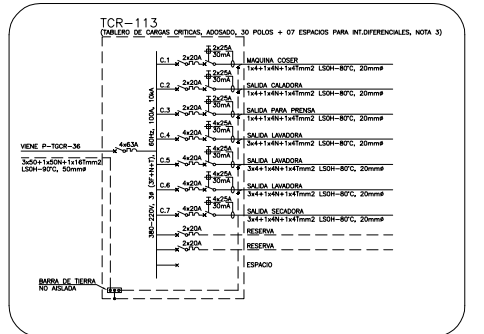 TCR-113
(TABLERO DE CARGAS CRITICAS, ADOSADO, 30 POLOS + 07 ESPACIOS PARA INT.DIFERENCIALES, NOTA 3)
C.1 2x20A 2x25A 30mA MAQUINA COSER
1x4+1x4N+1x4Tmm2 LSOH-80'C, 20mmø
C.2 2x20A 2x25A 30mA SALIDA CALADORA
1x4+1x4N+1x4Tmm2 LSOH-80'C, 20mmø
C.3 2x20A 2x25A 30mA SALIDA PARA PRENSA
1x4+1x4N+1x4Tmm2 LSOH-80'C, 20mmø
C.4 4x20A 4x25A 30mA SALIDA LAVADORA
3x4+1x4N+1x4Tmm2 LSOH-80'C, 20mmø
VIENE P-TGCR-36 4x63A
3x50+1x50N+1x16Tmm2
LSOH-90'C, 50mmø
C.5 4x20A 4x25A 30mA SALIDA LAVADORA
3x4+1x4N+1x4Tmm2 LSOH-80'C, 20mmø
C.6 4x20A 4x25A 30mA SALIDA LAVADORA
3x4+1x4N+1x4Tmm2 LSOH-80'C, 20mmø
C.7 4x20A 4x25A 30mA SALIDA SECADORA
3x4+1x4N+1x4Tmm2 LSOH-80'C, 20mmø
2x20A RESERVA
2x20A RESERVA
ESPACIO
380-220V, 3ø (3F+N+T), 60Hz, 100A, 10kA
BARRA DE TIERRA
NO AISLADA